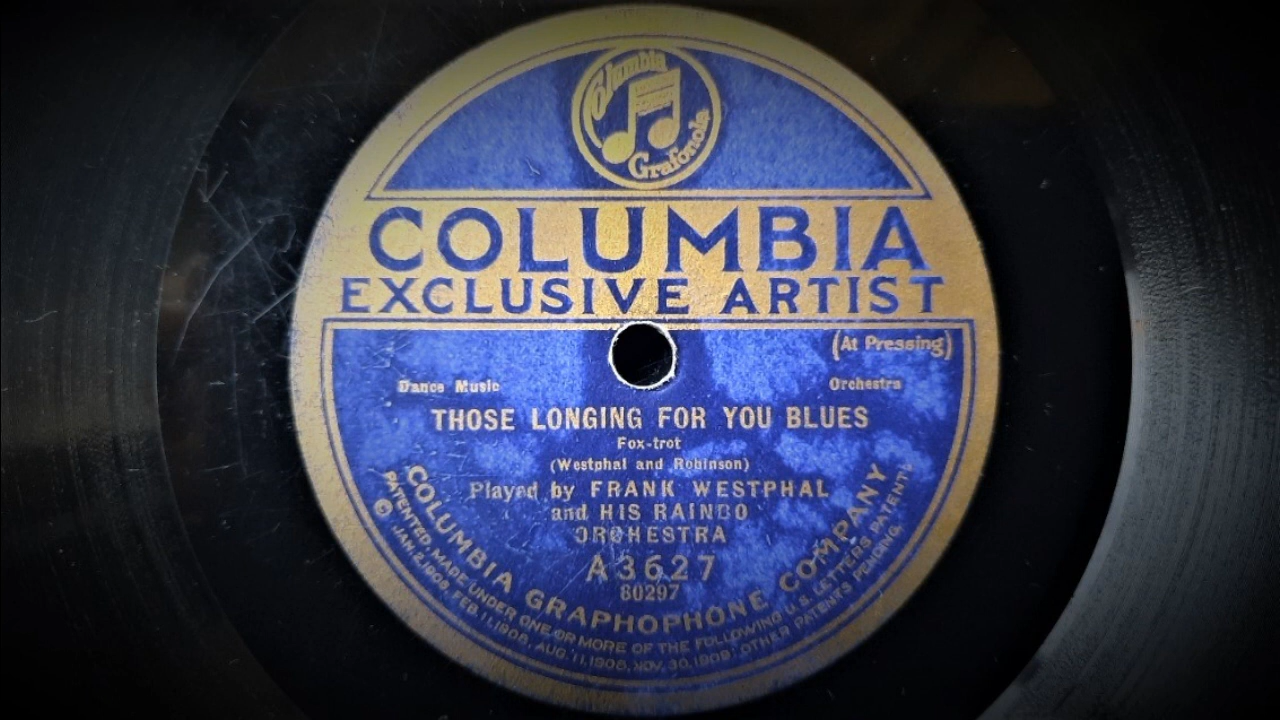 Columbia
Grafonola
COLUMBIA
EXCLUSIVE ARTIST
(At Pressing)
Dance Music
Orchestra
THOSE LONGING FOR YOU BLUES
Fox-trot
(Westphal and Robinson)
Played by FRANK WESTPHAL
and HIS RAINBO
ORCHESTRA
A3627
80297
COLUMBIA GRAPHOPHONE COMPANY
© PATENTED, MADE UNDER ONE OR MORE OF THE FOLLOWING U.S. LETTERS PATENT:
JAN. 2, 1906, FEB. 11, 1908, AUG. 11, 1908, NOV. 30, 1909; OTHER PATENTS PENDING.